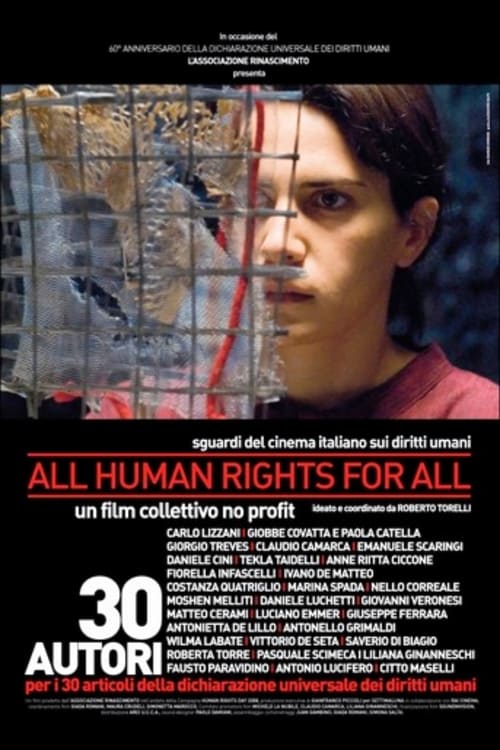 In occasione del
60° ANNIVERSARIO DELLA DICHIARAZIONE UNIVERSALE DEI DIRITTI UMANI
L'ASSOCIAZIONE RINASCIMENTO
presenta
sguardi del cinema italiano sui diritti umani
ALL HUMAN RIGHTS FOR ALL
un film collettivo no profit
ideato e coordinato da ROBERTO TORELLI
30
AUTORI
CARLO LIZZANI | GIOBBE COVATTA E PAOLA CATELLA
GIORGIO TREVES | CLAUDIO CAMARCA | EMANUELE SCARINGI
DANIELE CINI | TEKLA TAIDELLI | ANNE RIITTA CICCONE
FIORELLA INFASCELLI | IVANO DE MATTEO
COSTANZA QUATRIGLIO | MARINA SPADA | NELLO CORREALE
MOSHEN MELLITI | DANIELE LUCHETTI | GIOVANNI VERONESI
MATTEO CERAMI | LUCIANO EMMER | GIUSEPPE FERRARA
ANTONIETTA DE LILLO | ANTONELLO GRIMALDI
WILMA LABATE | VITTORIO DE SETA | SAVERIO DI BIAGIO
ROBERTA TORRE | PASQUALE SCIMECA | LILIANA GINANNESCHI
FAUSTO PARAVIDINO | ANTONIO LUCIFERO | CITTO MASELLI
per i 30 articoli della dichiarazione universale dei diritti umani